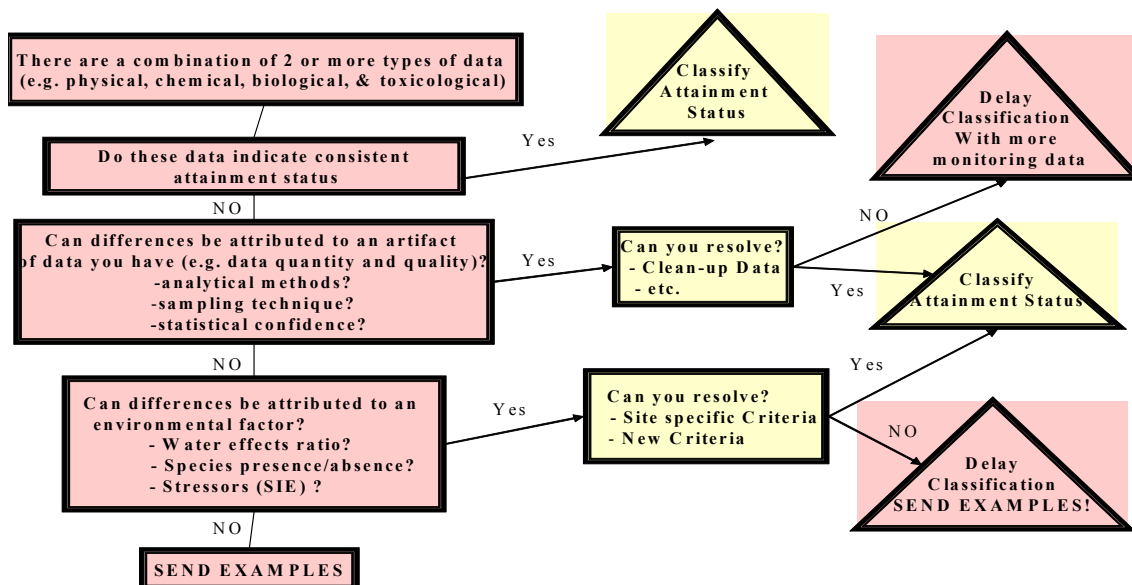 There are a combination of 2 or more types of data
(e.g. physical, chemical, biological, & toxicological)
Classify
Attainment
Status
Delay
Classification
With more
monitoring data
Yes
Do these data indicate consistent
attainment status
NO
NO
Can differences be attributed to an artifact
of data you have (e.g. data quantity and quality)?
-analytical methods?
-sampling technique?
-statistical confidence?
Yes
Can you resolve?
- Clean-up Data
- etc.
Yes
Classify
Attainment Status
NO
Yes
Can differences be attributed to an
environmental factor?
- Water effects ratio?
- Species presence/absence?
- Stressors (SIE) ?
Yes
Can you resolve?
- Site specific Criteria
- New Criteria
NO
Delay
Classification
SEND EXAMPLES!
NO
SEND EXAMPLES